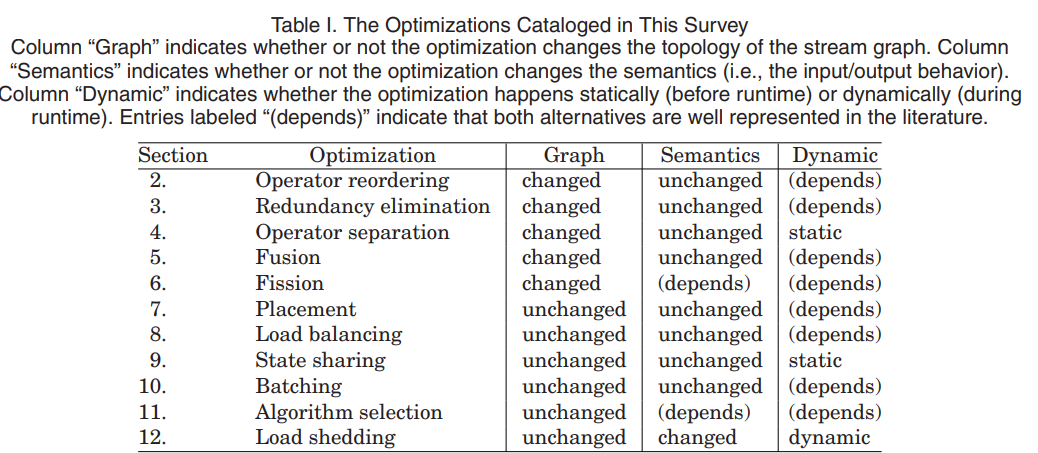 Table I. The Optimizations Cataloged in This Survey
Column “Graph” indicates whether or not the optimization changes the topology of the stream graph. Column
“Semantics” indicates whether or not the optimization changes the semantics (i.e., the input/output behavior).
Column “Dynamic” indicates whether the optimization happens statically (before runtime) or dynamically (during
runtime). Entries labeled “(depends)” indicate that both alternatives are well represented in the literature.
Section Optimization Graph Semantics Dynamic
2. Operator reordering changed unchanged (depends)
3. Redundancy elimination changed unchanged (depends)
4. Operator separation changed unchanged static
5. Fusion changed unchanged (depends)
6. Fission changed (depends) (depends)
7. Placement unchanged unchanged (depends)
8. Load balancing unchanged unchanged (depends)
9. State sharing unchanged unchanged static
10. Batching unchanged unchanged (depends)
11. Algorithm selection unchanged (depends) (depends)
12. Load shedding unchanged changed dynamic